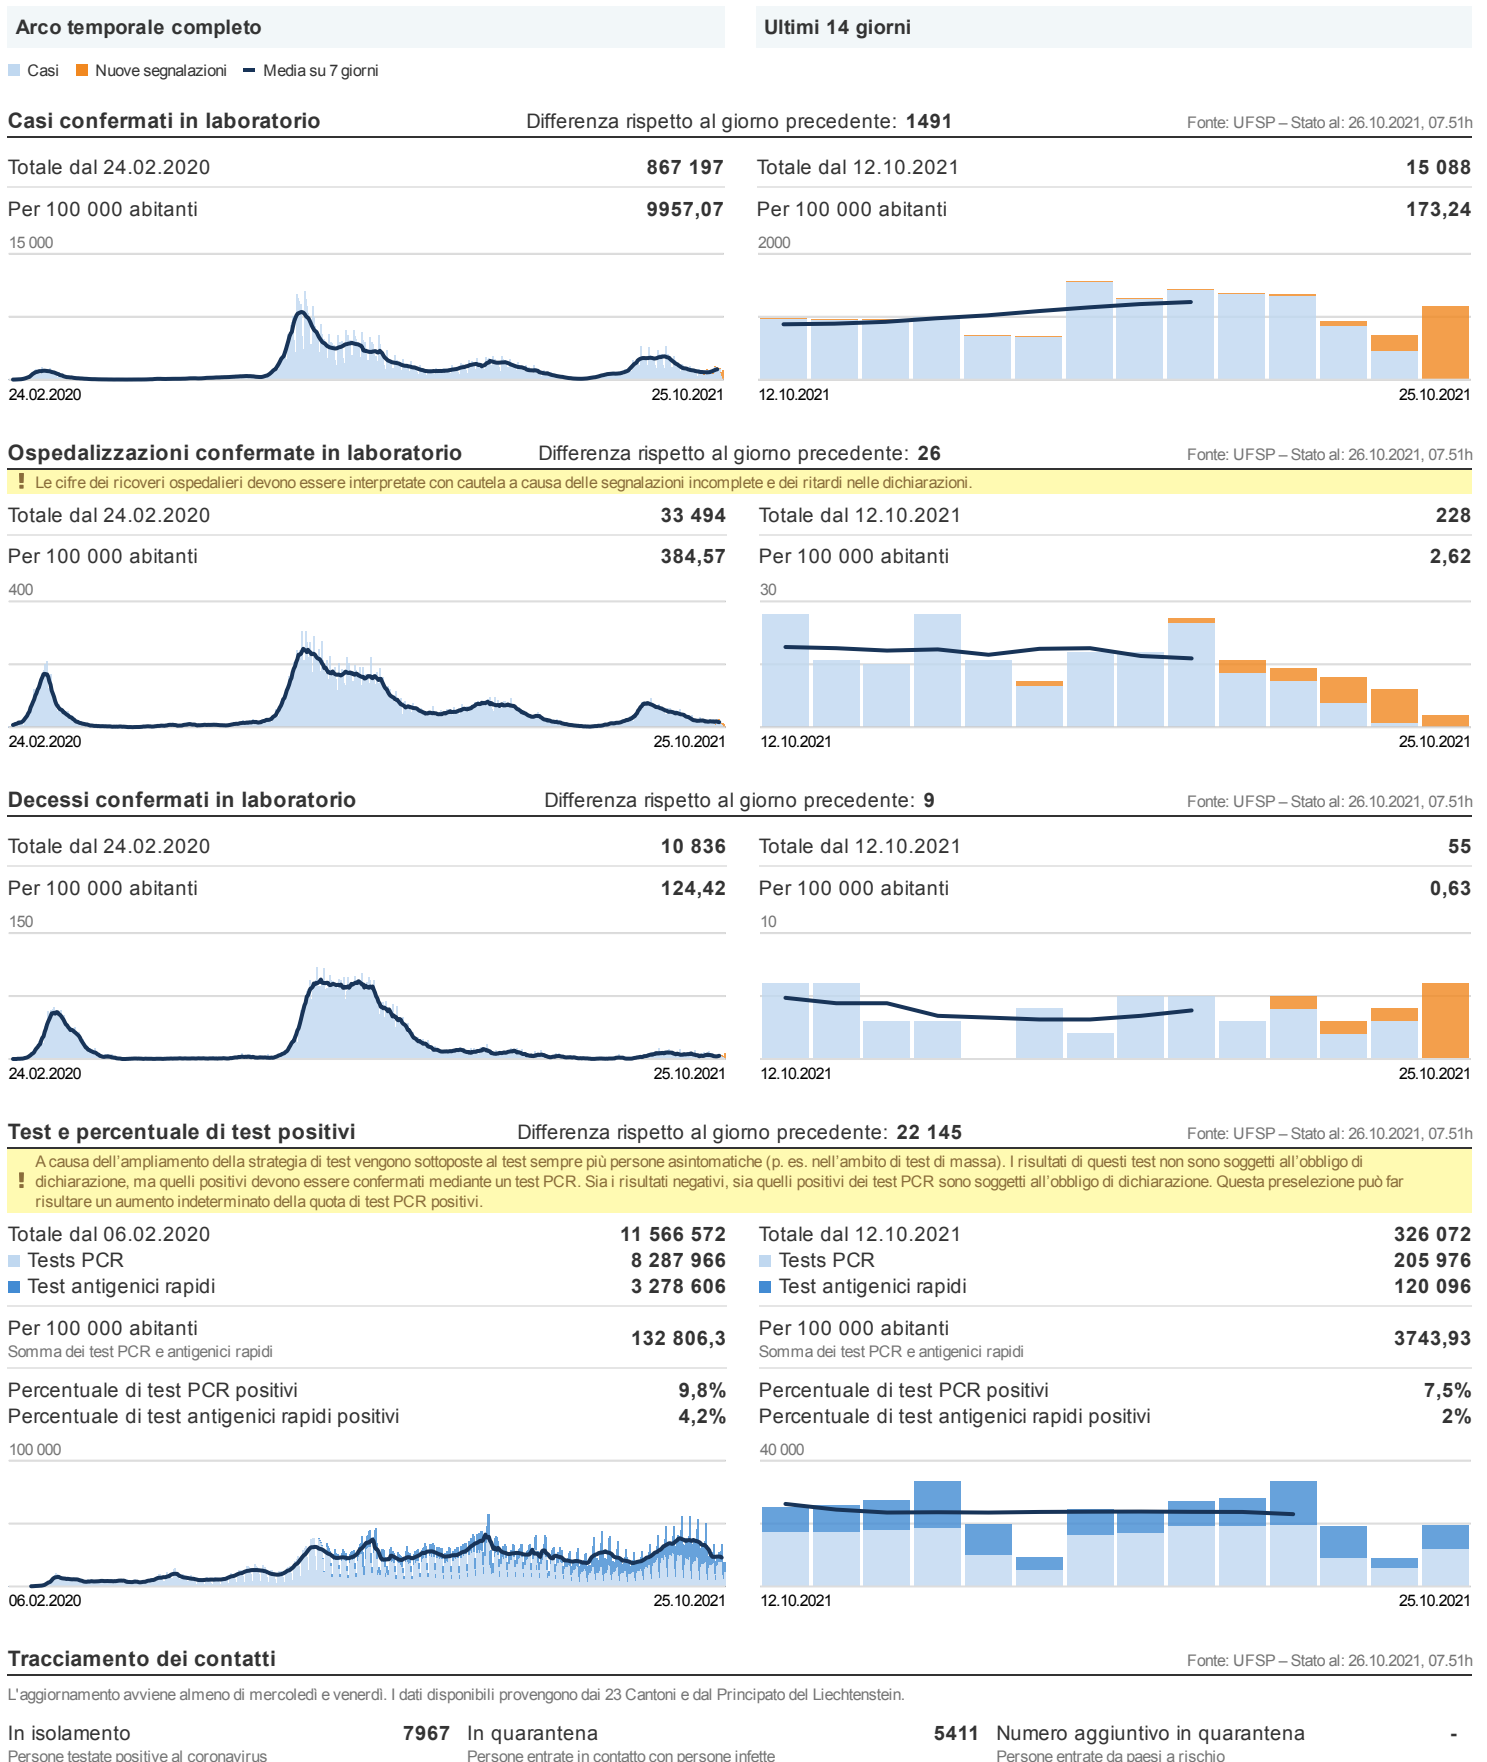 Arco temporale completo
Ultimi 14 giorni
Casi Nuove segnalazioni Media su 7 giorni
Casi confermati in laboratorio Differenza rispetto al giorno precedente: 1491 Fonte: UFSP – Stato al: 26.10.2021, 07.51h
Totale dal 24.02.2020 867 197
Per 100 000 abitanti 9957,07
15 000
24.02.2020 25.10.2021
Totale dal 12.10.2021 15 088
Per 100 000 abitanti 173,24
2000
12.10.2021 25.10.2021
Ospedalizzazioni confermate in laboratorio Differenza rispetto al giorno precedente: 26 Fonte: UFSP – Stato al: 26.10.2021, 07.51h
! Le cifre dei ricoveri ospedalieri devono essere interpretate con cautela a causa delle segnalazioni incomplete e dei ritardi nelle dichiarazioni.
Totale dal 24.02.2020 33 494
Per 100 000 abitanti 384,57
400
24.02.2020 25.10.2021
Totale dal 12.10.2021 228
Per 100 000 abitanti 2,62
30
12.10.2021 25.10.2021
Decessi confermati in laboratorio Differenza rispetto al giorno precedente: 9 Fonte: UFSP – Stato al: 26.10.2021, 07.51h
Totale dal 24.02.2020 10 836
Per 100 000 abitanti 124,42
150
24.02.2020 25.10.2021
Totale dal 12.10.2021 55
Per 100 000 abitanti 0,63
10
12.10.2021 25.10.2021
Test e percentuale di test positivi Differenza rispetto al giorno precedente: 22 145 Fonte: UFSP – Stato al: 26.10.2021, 07.51h
A causa dell'ampliamento della strategia di test vengono sottoposte al test sempre più persone asintomatiche (p. es. nell'ambito di test di massa). I risultati di questi test non sono soggetti all'obbligo di
! dichiarazione, ma quelli positivi devono essere confermati mediante un test PCR. Sia i risultati negativi, sia quelli positivi dei test PCR sono soggetti all'obbligo di dichiarazione. Questa preselezione può far
risultare un aumento indeterminato della quota di test PCR positivi.
Totale dal 06.02.2020 11 566 572
Tests PCR 8 287 966
Test antigenici rapidi 3 278 606
Per 100 000 abitanti 132 806,3
Somma dei test PCR e antigenici rapidi
Percentuale di test PCR positivi 9,8%
Percentuale di test antigenici rapidi positivi 4,2%
100 000
06.02.2020 25.10.2021
Totale dal 12.10.2021 326 072
Tests PCR 205 976
Test antigenici rapidi 120 096
Per 100 000 abitanti 3743,93
Somma dei test PCR e antigenici rapidi
Percentuale di test PCR positivi 7,5%
Percentuale di test antigenici rapidi positivi 2%
40 000
12.10.2021 25.10.2021
Tracciamento dei contatti Fonte: UFSP – Stato al: 26.10.2021, 07.51h
L'aggiornamento avviene almeno di mercoledì e venerdì. I dati disponibili provengono dai 23 Cantoni e dal Principato del Liechtenstein.
In isolamento 7967
Persone testate positive al coronavirus
In quarantena 5411
Persone entrate in contatto con persone infette
Numero aggiuntivo in quarantena -
Persone entrate da paesi a rischio